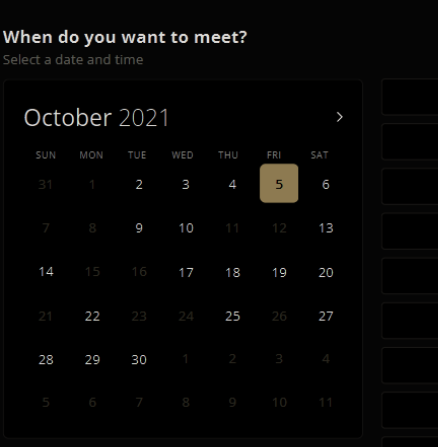 When do you want to meet?
Select a date and time
October 2021 >
SUN MON TUE WED THU FRI SAT
31 1 2 3 4 5 6
7 8 9 10 11 12 13
14 15 16 17 18 19 20
21 22 23 24 25 26 27
28 29 30 1 2 3 4
5 6 7 8 9 10 11